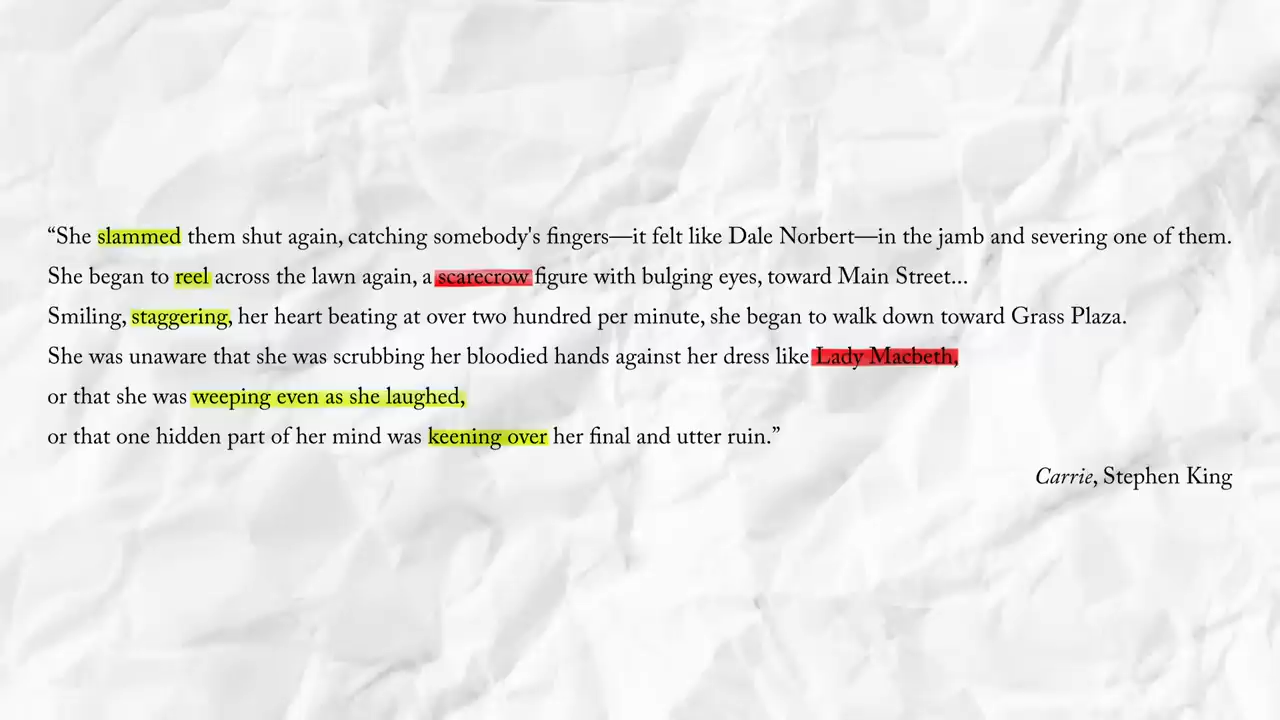 “She slammed them shut again, catching somebody's fingers—it felt like Dale Norbert—in the jamb and severing one of them.
She began to reel across the lawn again, a scarecrow figure with bulging eyes, toward Main Street...
Smiling, staggering, her heart beating at over two hundred per minute, she began to walk down toward Grass Plaza.
She was unaware that she was scrubbing her bloodied hands against her dress like Lady Macbeth,
or that she was weeping even as she laughed,
or that one hidden part of her mind was keening over her final and utter ruin.”
Carrie, Stephen King